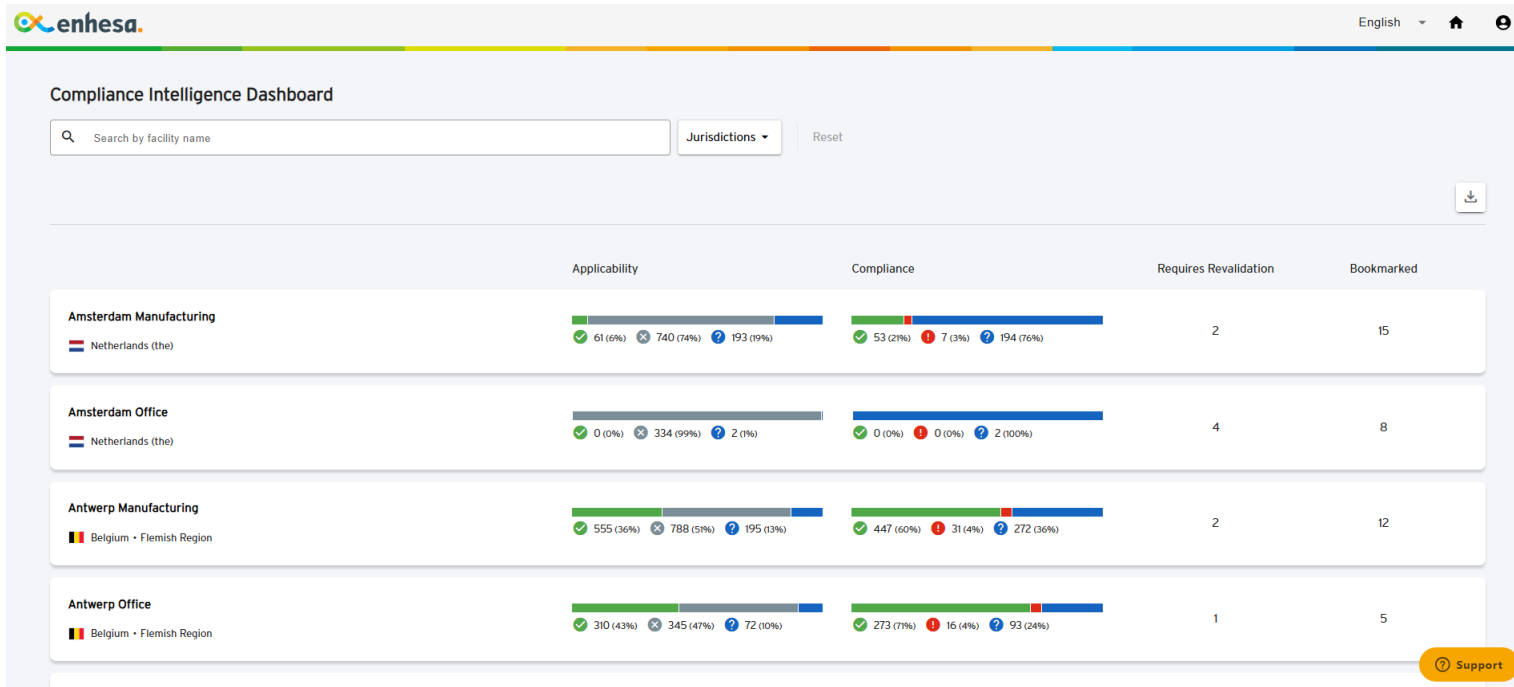 enhesa.
English
Compliance Intelligence Dashboard
Search by facility name
Jurisdictions
Reset
Applicability Compliance Requires Revalidation Bookmarked
Amsterdam Manufacturing
Netherlands (the)
61 (6%) 740 (74%) 193 (19%) 53 (21%) 7 (3%) 194 (76%) 2 15
Amsterdam Office
Netherlands (the)
0 (0%) 334 (99%) 2 (1%) 0 (0%) 0 (0%) 2 (100%) 4 8
Antwerp Manufacturing
Belgium • Flemish Region
555 (36%) 788 (51%) 195 (13%) 447 (60%) 31 (4%) 272 (36%) 2 12
Antwerp Office
Belgium • Flemish Region
310 (43%) 345 (47%) 72 (10%) 273 (71%) 16 (4%) 93 (24%) 1 5
Support